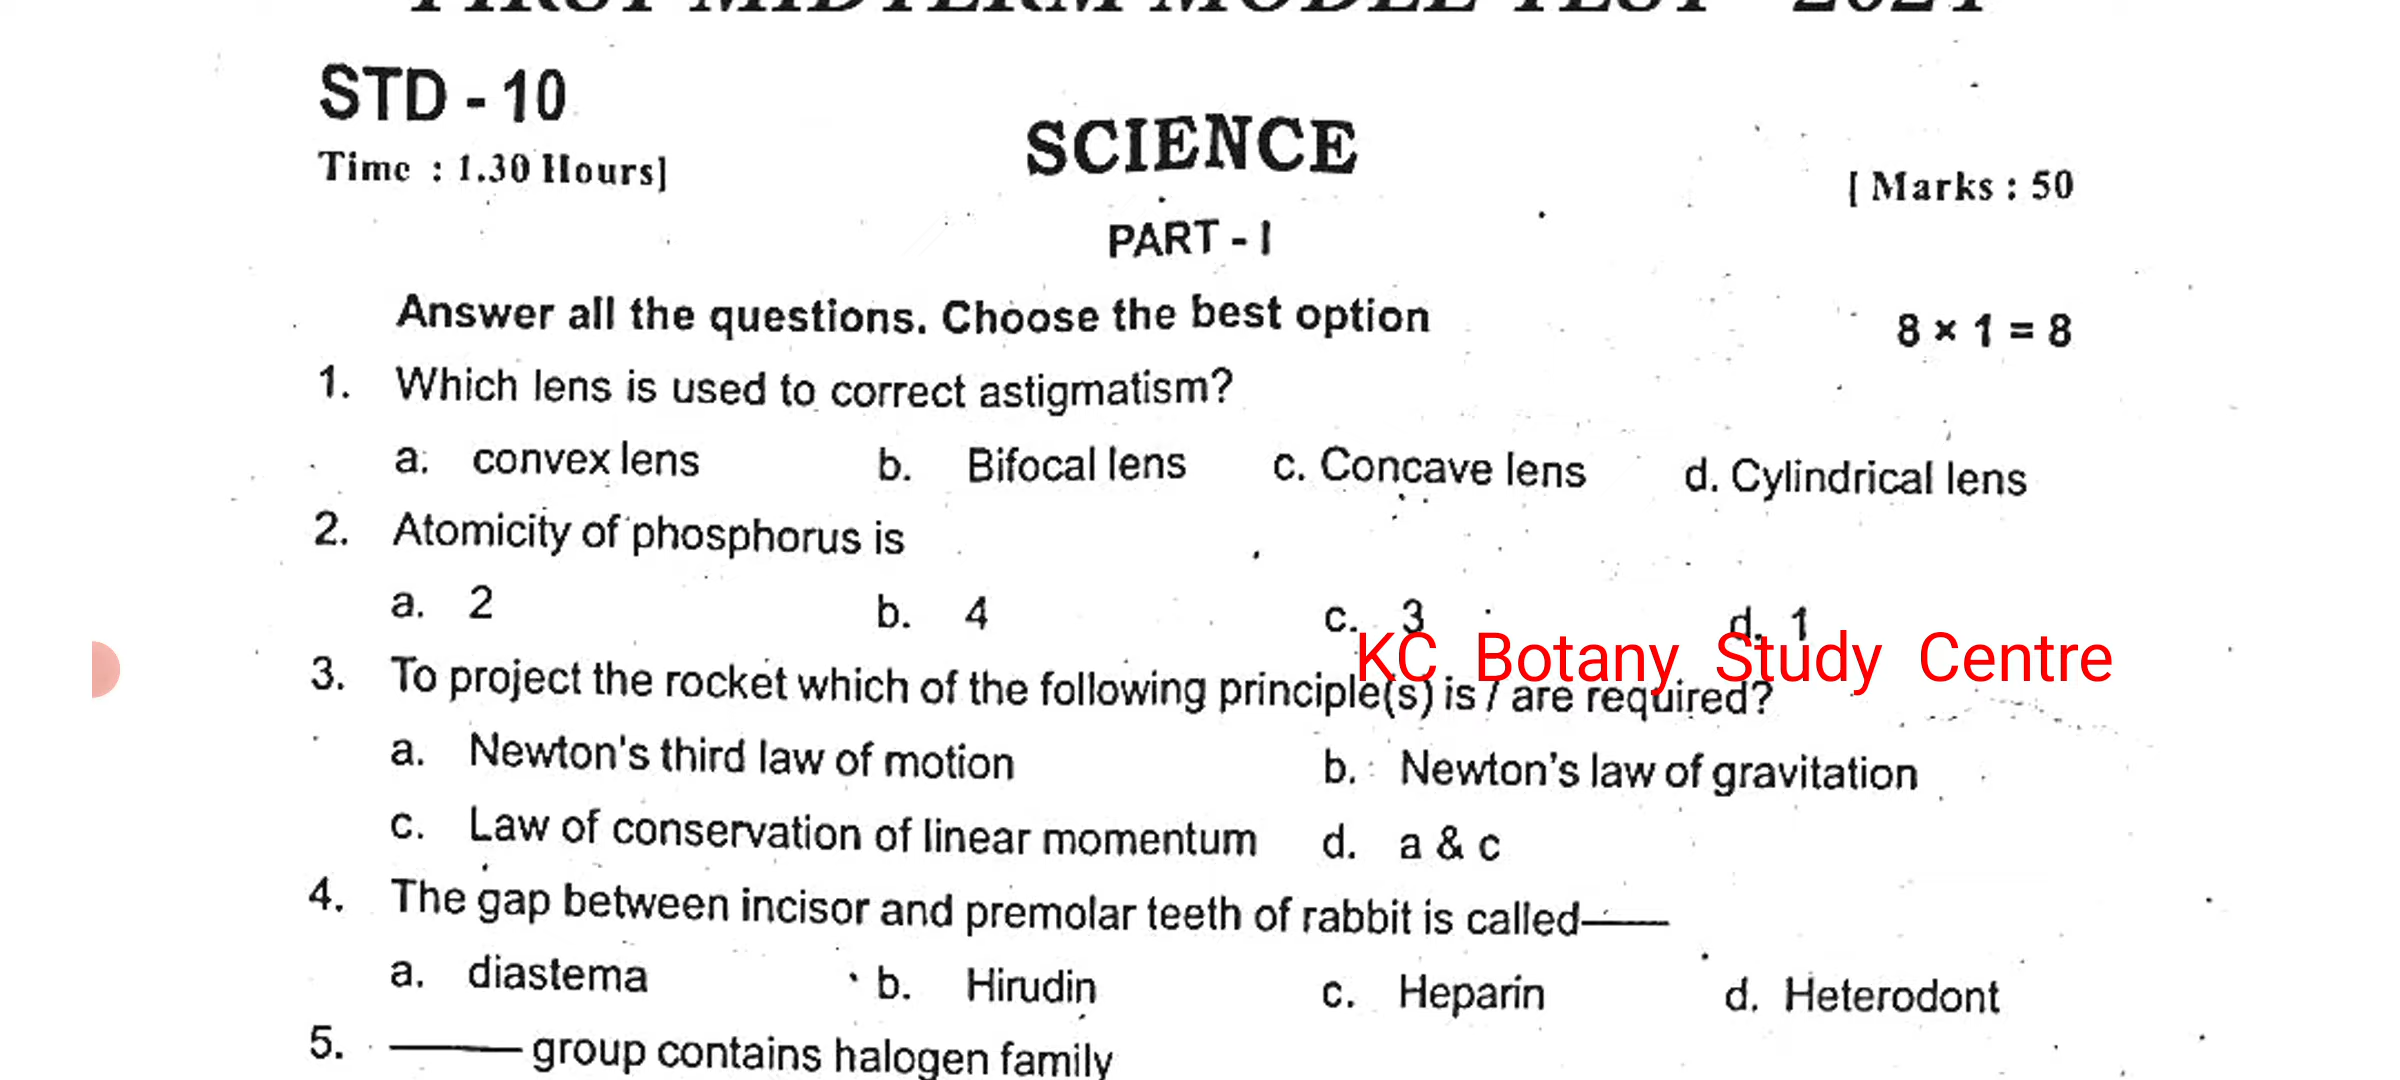 FIRST MIDTERM MODEL TEST - 2024
STD - 10
SCIENCE
Time : 1.30 Hours]
[ Marks : 50
PART - I
Answer all the questions. Choose the best option 8 × 1 = 8
1. Which lens is used to correct astigmatism?
a. convex lens b. Bifocal lens c. Concave lens d. Cylindrical lens
2. Atomicity of phosphorus is
a. 2 b. 4 c. 3 d. 1
KC Botany Study Centre
3. To project the rocket which of the following principle(s) is / are required?
a. Newton's third law of motion b. Newton's law of gravitation
c. Law of conservation of linear momentum d. a & c
4. The gap between incisor and premolar teeth of rabbit is called——
a. diastema b. Hirudin c. Heparin d. Heterodont
5. ——— group contains halogen family